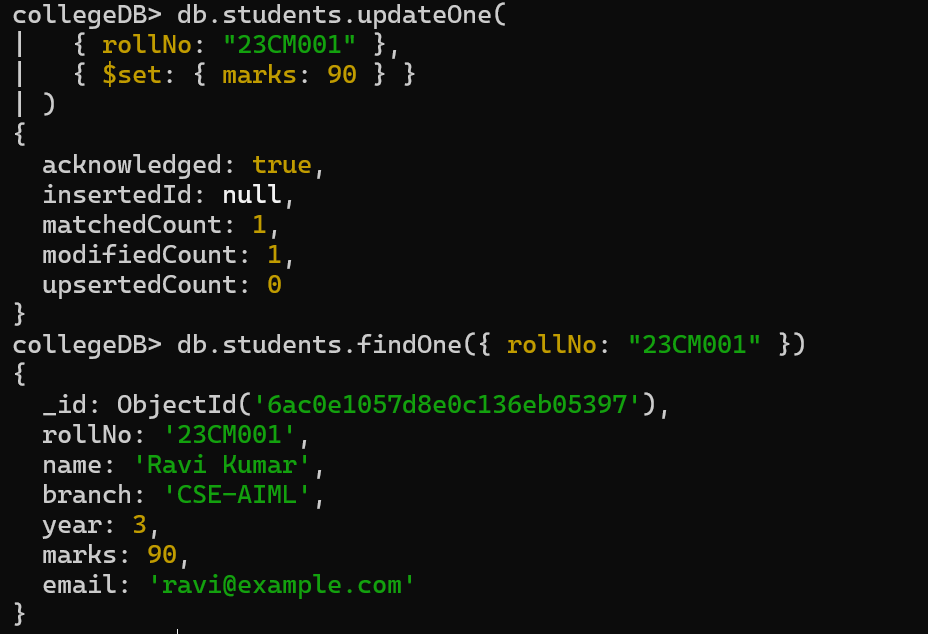 collegeDB> db.students.updateOne(
|   { rollNo: "23CM001" },
|   { $set: { marks: 90 } }
| )
{
  acknowledged: true,
  insertedId: null,
  matchedCount: 1,
  modifiedCount: 1,
  upsertedCount: 0
}
collegeDB> db.students.findOne({ rollNo: "23CM001" })
{
  _id: ObjectId('6ac0e1057d8e0c136eb05397'),
  rollNo: '23CM001',
  name: 'Ravi Kumar',
  branch: 'CSE-AIML',
  year: 3,
  marks: 90,
  email: 'ravi@example.com'
}